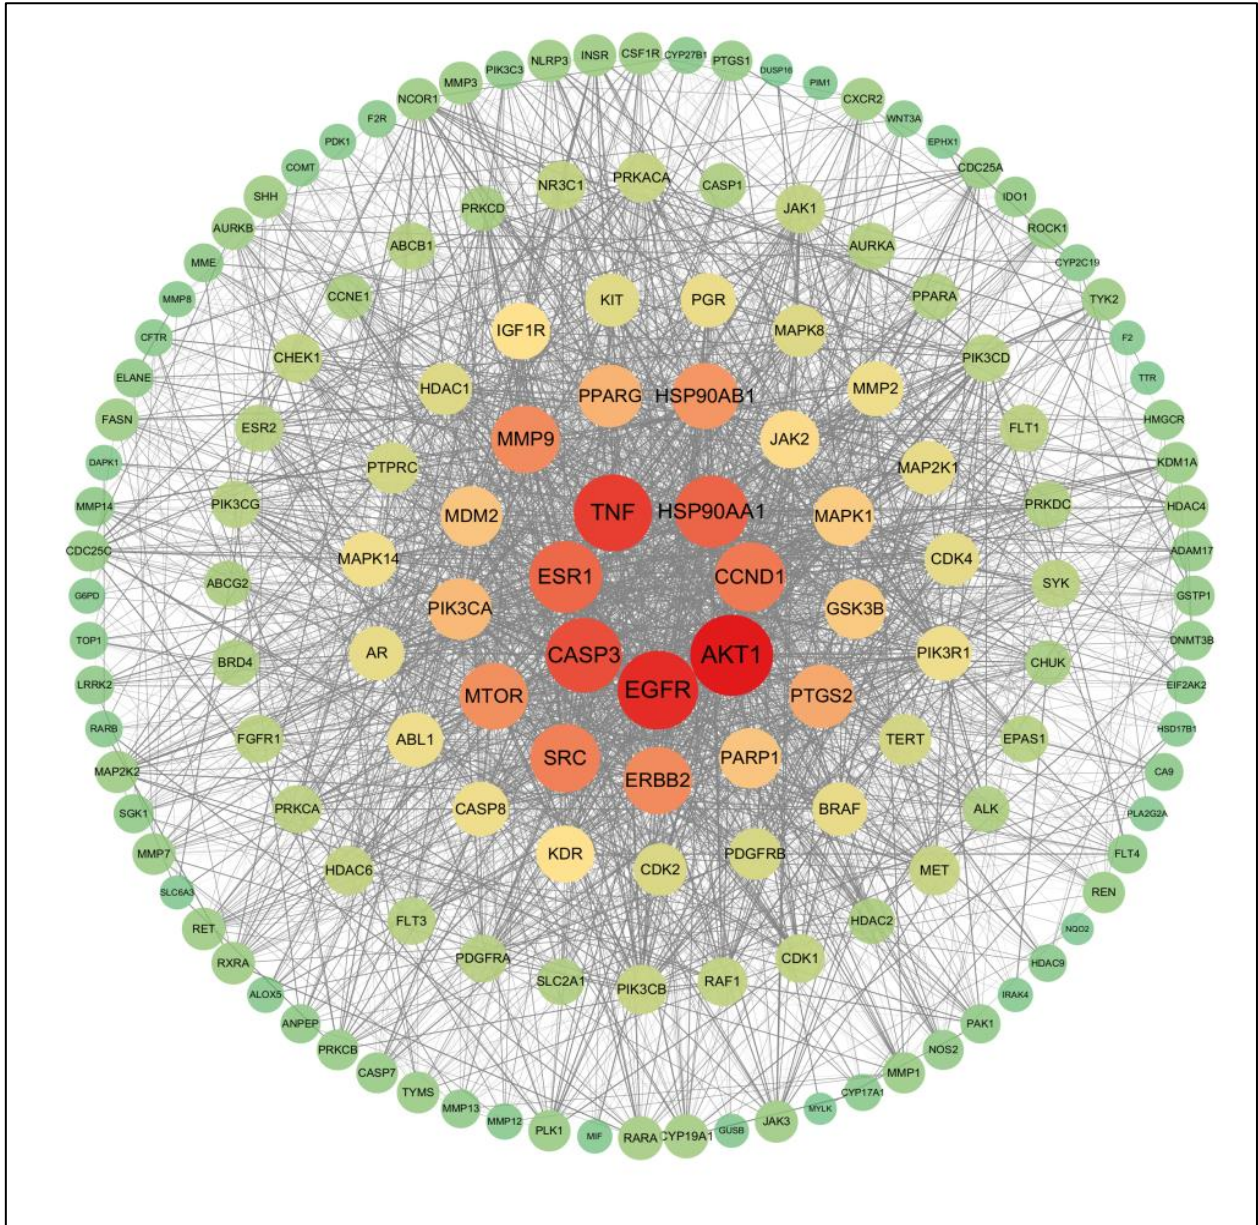 CSF1R
CYP27B1
PTGS1
DUSP16
PIM1
CXCR2
WNT3A
EPHX1
CDC25A
IDO1
ROCK1
CYP2C19
TYK2
F2
TTR
HMGCR
KDM1A
HDAC4
ADAM17
GSTP1
DNMT3B
EIF2AK2
HSD17B1
CA9
PLA2G2A
FLT4
REN
NQO2
HDAC9
IRAK4
PAK1
NOS2
MMP1
CYP17A1
MYLK
JAK3
GUSB
CYP19A1
RARA
MIF
PLK1
MMP12
MMP13
TYMS
CASP7
PRKCB
ANPEP
ALOX5
RXRA
RET
SLC6A3
MMP7
SGK1
MAP2K2
RARB
LRRK2
TOP1
G6PD
CDC25C
MMP14
DAPK1
FASN
ELANE
CFTR
MMP8
MME
AURKB
SHH
COMT
PDK1
F2R
NCOR1
MMP3
PIK3C3
NLRP3
INSR
PRKACA
CASP1
JAK1
AURKA
PPARA
PIK3CD
FLT1
PRKDC
SYK
CHUK
EPAS1
ALK
MET
HDAC2
CDK1
RAF1
PIK3CB
SLC2A1
PDGFRA
FLT3
HDAC6
PRKCA
FGFR1
BRD4
ABCG2
PIK3CG
ESR2
CHEK1
CCNE1
ABCB1
PRKCD
NR3C1
KIT
PGR
MAPK8
MMP2
MAP2K1
CDK4
PIK3R1
TERT
BRAF
PDGFRB
CDK2
KDR
CASP8
ABL1
AR
MAPK14
PTPRC
HDAC1
IGF1R
PPARG
HSP90AB1
JAK2
MAPK1
GSK3B
PTGS2
PARP1
ERBB2
SRC
MTOR
PIK3CA
MDM2
MMP9
TNF
HSP90AA1
CCND1
AKT1
EGFR
CASP3
ESR1